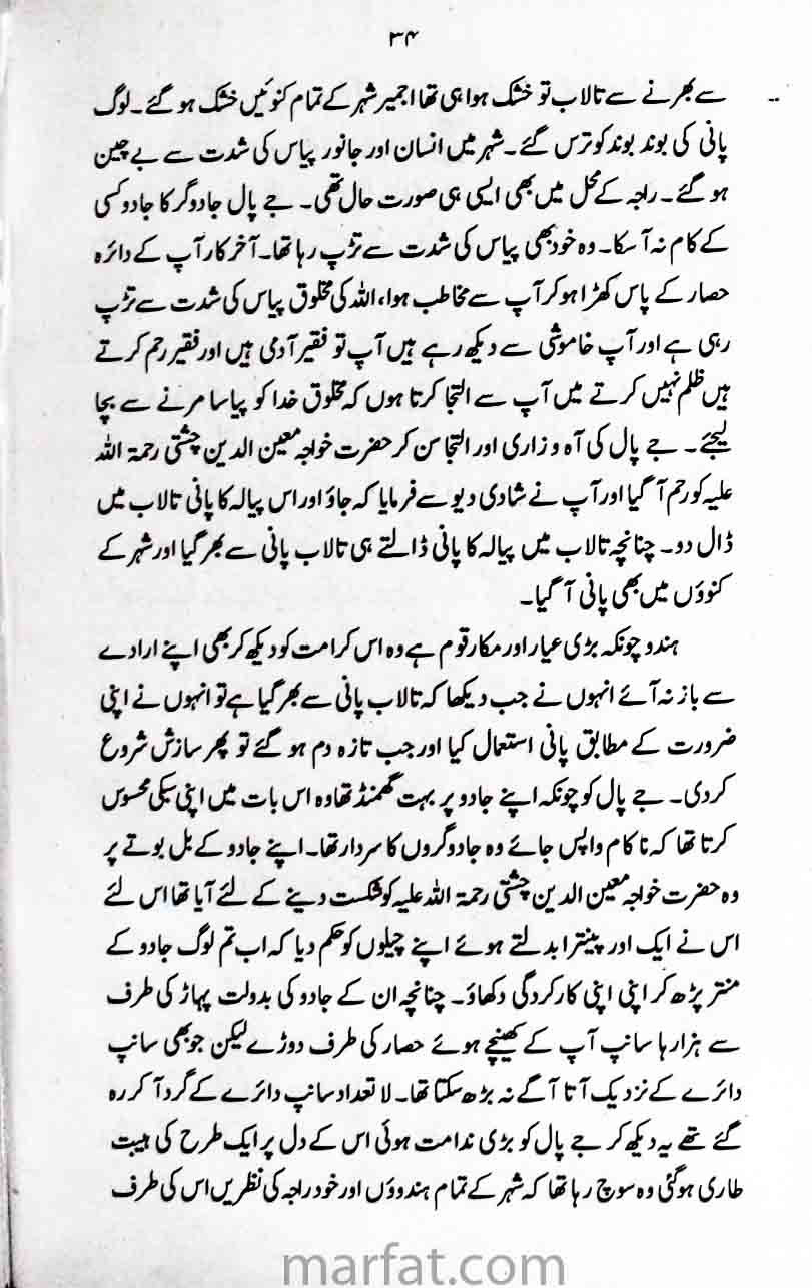 ۳۴
سے بھرنے سے تالاب تو خشک ہوا ہی تھا اجمیر شہر کے تمام کنوئیں خشک ہو گئے۔ لوگ
پانی کی بوند بوند کو ترس گئے۔ شہر میں انسان اور جانور پیاس کی شدت سے بے چین
ہو گئے۔ راجہ کے محل میں بھی ایسی ہی صورت حال تھی۔ جے پال جادوگر کا جادو کسی
کے کام نہ آ سکا۔ وہ خود بھی پیاس کی شدت سے تڑپ رہا تھا۔ آخر کار آپ کے دائرہ
حصار کے پاس کھڑا ہو کر آپ سے مخاطب ہوا، اللہ کی مخلوق پیاس کی شدت سے تڑپ
رہی ہے اور آپ خاموشی سے دیکھ رہے ہیں آپ تو فقیر آدمی ہیں اور فقیر رحم کرتے
ہیں ظلم نہیں کرتے میں آپ سے التجا کرتا ہوں کہ مخلوق خدا کو پیاسا مرنے سے بچا
لیجئے۔ جے پال کی آہ و زاری اور التجا سن کر حضرت خواجہ معین الدین چشتی رحمۃ اللہ
علیہ کو رحم آ گیا اور آپ نے شادی دیو سے فرمایا کہ جاؤ اور اس پیالہ کا پانی تالاب میں
ڈال دو۔ چنانچہ تالاب میں پیالہ کا پانی ڈالتے ہی تالاب پانی سے بھر گیا اور شہر کے
کنوؤں میں بھی پانی آ گیا۔
ہندو چونکہ بڑی عیار اور مکار قوم ہے وہ اس کرامت کو دیکھ کر بھی اپنے ارادے
سے باز نہ آئے انہوں نے جب دیکھا کہ تالاب پانی سے بھر گیا ہے تو انہوں نے اپنی
ضرورت کے مطابق پانی استعمال کیا اور جب تازہ دم ہو گئے تو پھر سازش شروع
کر دی۔ جے پال کو چونکہ اپنے جادو پر بہت گھمنڈ تھا وہ اس بات میں اپنی سبکی محسوس
کرتا تھا کہ ناکام واپس جائے وہ جادوگروں کا سردار تھا۔ اپنے جادو کے بل بوتے پر
وہ حضرت خواجہ معین الدین چشتی رحمۃ اللہ علیہ کو شکست دینے کے لئے آیا تھا اس لئے
اس نے ایک اور پینترا بدلتے ہوئے اپنے چیلوں کو حکم دیا کہ اب تم لوگ جادو کے
منتر پڑھ کر اپنی اپنی کارکردگی دکھاؤ۔ چنانچہ ان کے جادو کی بدولت پہاڑ کی طرف
سے ہزارہا سانپ آپ کے کھینچے ہوئے حصار کی طرف دوڑے لیکن جو بھی سانپ
دائرے کے نزدیک آتا آگے نہ بڑھ سکتا تھا۔ لا تعداد سانپ دائرے کے گرد آ کر رہ
گئے تھے یہ دیکھ کر جے پال کو بڑی ندامت ہوئی اس کے دل پر ایک طرح کی ہیبت
طاری ہو گئی وہ سوچ رہا تھا کہ شہر کے تمام ہندوؤں اور خود راجہ کی نظریں اس کی طرف
marfat.com